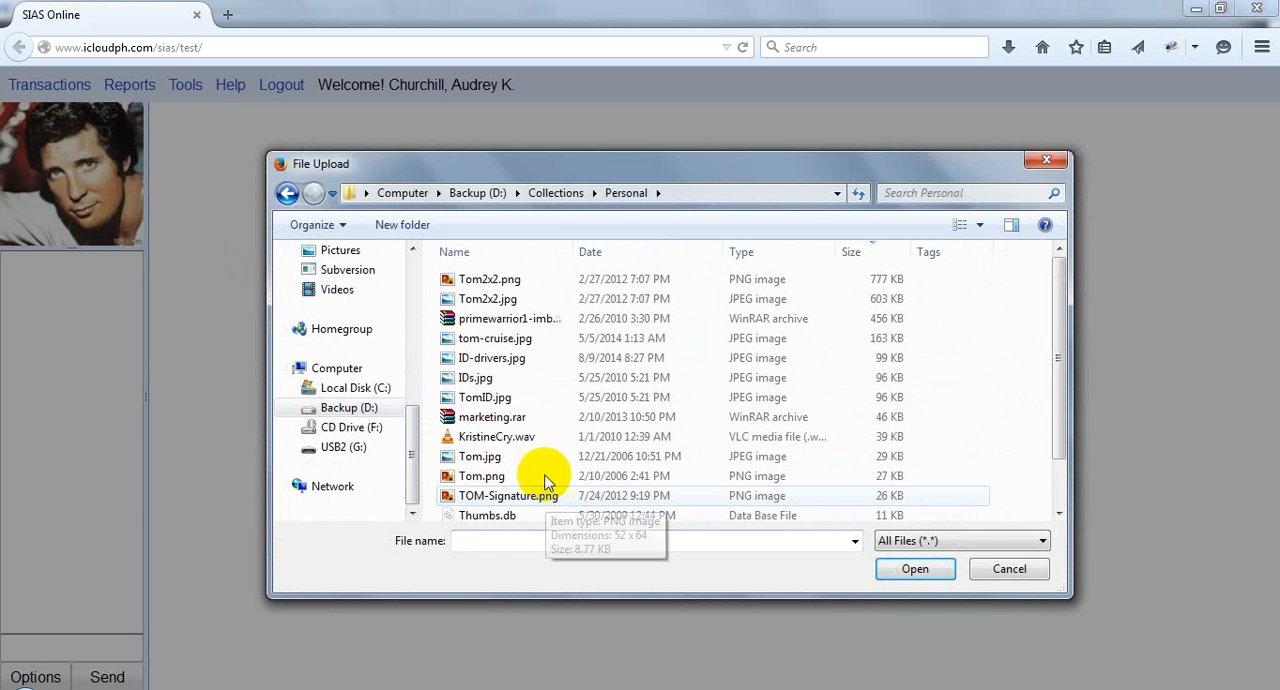 SIAS Online
www.icloudph.com/sias/test/
Search
Transactions Reports Tools Help Logout Welcome! Churchill, Audrey K.
File Upload
Computer Backup (D:) Collections Personal
Search Personal
Organize New folder
Pictures
Subversion
Videos
Homegroup
Computer
Local Disk (C:)
Backup (D:)
CD Drive (F:)
USB2 (G:)
Network
Name Date Type Size Tags
Tom2x2.png 2/27/2012 7:07 PM PNG image 777 KB
Tom2x2.jpg 2/27/2012 7:07 PM JPEG image 603 KB
primewarrior1-imb... 2/26/2010 3:30 PM WinRAR archive 456 KB
tom-cruise.jpg 5/5/2014 1:13 AM JPEG image 163 KB
ID-drivers.jpg 8/9/2014 8:27 PM JPEG image 99 KB
IDs.jpg 5/25/2010 5:21 PM JPEG image 96 KB
TomID.jpg 5/25/2010 5:21 PM JPEG image 96 KB
marketing.rar 2/10/2013 10:50 PM WinRAR archive 46 KB
KristineCry.wav 1/1/2010 12:39 AM VLC media file (.w... 39 KB
Tom.jpg 12/21/2006 10:51 PM JPEG image 29 KB
Tom.png 2/10/2006 2:41 PM PNG image 27 KB
TOM-Signature.png 7/24/2012 9:19 PM PNG image 26 KB
Thumbs.db 5/30/2009 12:44 PM Data Base File 11 KB
Item type: PNG image
Dimensions: 52 x 64
Size: 8.77 KB
File name:
All Files (*.*)
Open Cancel
Options Send